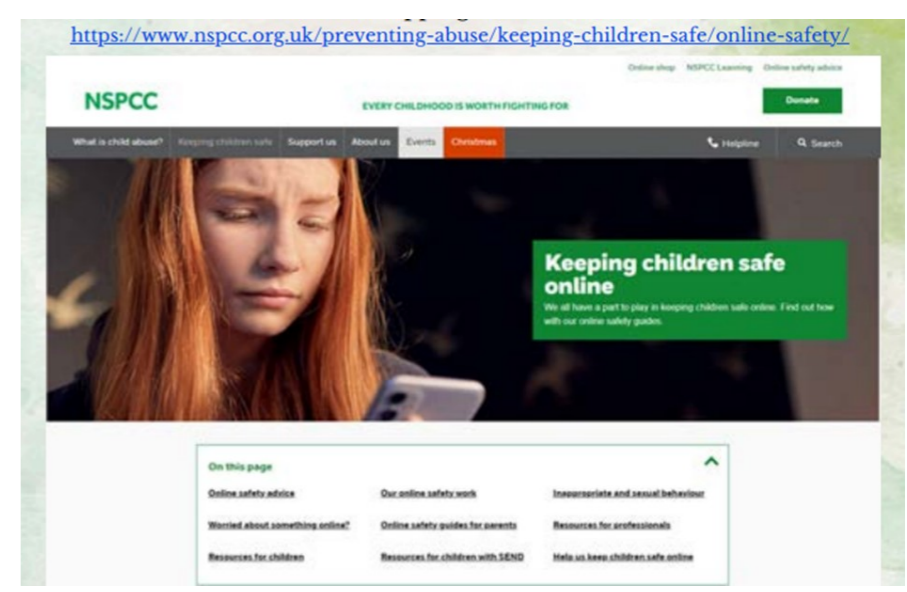 https://www.nspcc.org.uk/preventing-abuse/keeping-children-safe/online-safety/
Online shop NSPCC Learning Online safety advice
NSPCC EVERY CHILDHOOD IS WORTH FIGHTING FOR Donate
What is child abuse? Keeping children safe Support us About us Events Christmas Helpline Search
Keeping children safe
online
We all have a part to play in keeping children safe online. Find out how
with our online safety guides.
On this page
Online safety advice Our online safety work Inappropriate and sexual behaviour
Worried about something online? Online safety guides for parents Resources for professionals
Resources for children Resources for children with SEND Help us keep children safe online